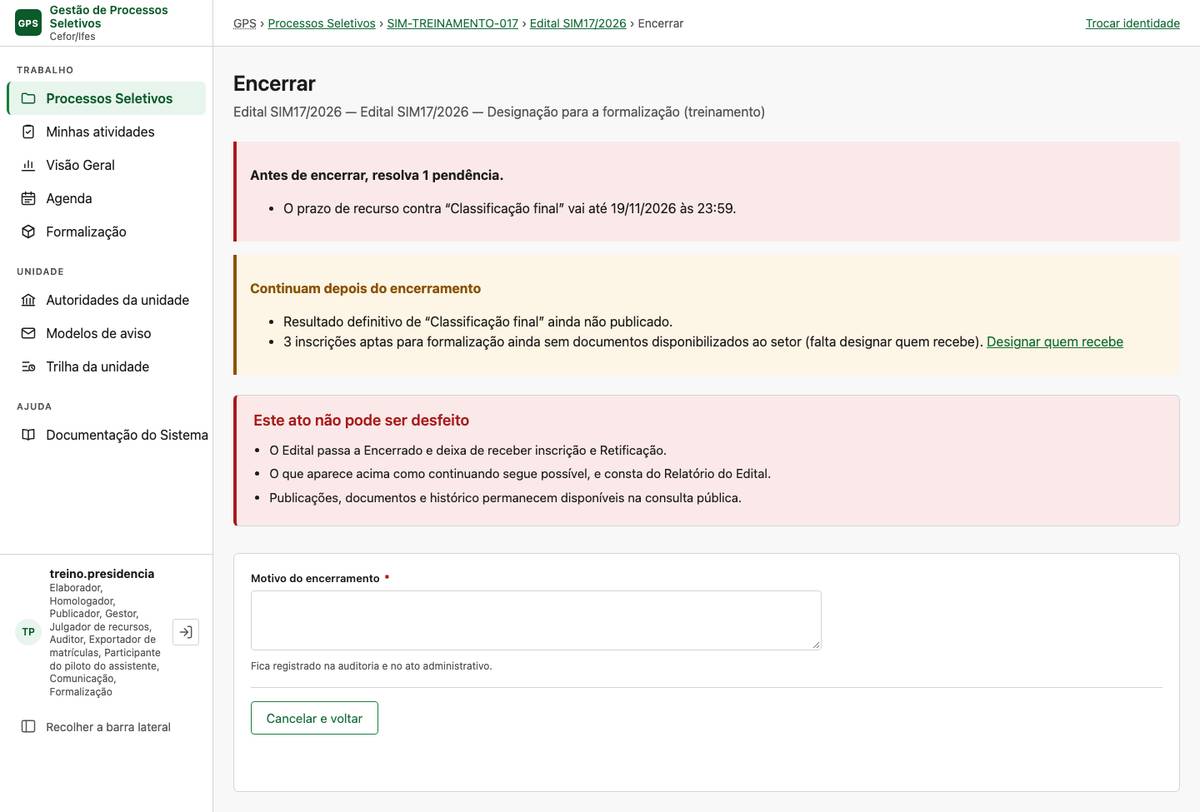 GPS
Gestão de Processos
Seletivos
Cefor/Ifes
GPS › Processos Seletivos › SIM-TREINAMENTO-017 › Edital SIM17/2026 › Encerrar
Trocar identidade
TRABALHO
Processos Seletivos
Minhas atividades
Visão Geral
Agenda
Formalização
UNIDADE
Autoridades da unidade
Modelos de aviso
Trilha da unidade
AJUDA
Documentação do Sistema
TP
treino.presidencia
Elaborador,
Homologador,
Publicador, Gestor,
Julgador de recursos,
Auditor, Exportador de
matrículas, Participante
do piloto do assistente,
Comunicação,
Formalização
Recolher a barra lateral
Encerrar
Edital SIM17/2026 — Edital SIM17/2026 — Designação para a formalização (treinamento)
Antes de encerrar, resolva 1 pendência.
• O prazo de recurso contra “Classificação final” vai até 19/11/2026 às 23:59.
Continuam depois do encerramento
• Resultado definitivo de “Classificação final” ainda não publicado.
• 3 inscrições aptas para formalização ainda sem documentos disponibilizados ao setor (falta designar quem recebe). Designar quem recebe
Este ato não pode ser desfeito
• O Edital passa a Encerrado e deixa de receber inscrição e Retificação.
• O que aparece acima como continuando segue possível, e consta do Relatório do Edital.
• Publicações, documentos e histórico permanecem disponíveis na consulta pública.
Motivo do encerramento *
Fica registrado na auditoria e no ato administrativo.
Cancelar e voltar